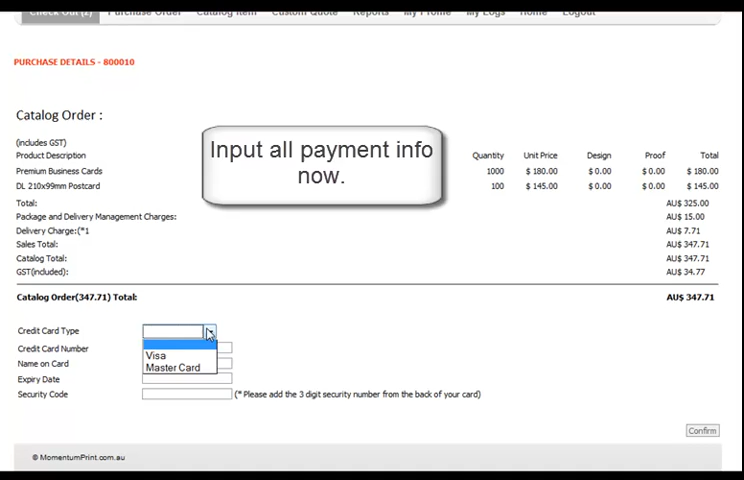 Check Out (2) Purchase Order Catalog Item Custom Quote Reports My Profile My Logs Home Logout
PURCHASE DETAILS - 800010
Catalog Order :
Input all payment info
now.
(includes GST)
Product Description Quantity Unit Price Design Proof Total
Premium Business Cards 1000 $ 180.00 $ 0.00 $ 0.00 $ 180.00
DL 210x99mm Postcard 100 $ 145.00 $ 0.00 $ 0.00 $ 145.00
Total: AU$ 325.00
Package and Delivery Management Charges: AU$ 15.00
Delivery Charge:(*1 AU$ 7.71
Sales Total: AU$ 347.71
Catalog Total: AU$ 347.71
GST(included): AU$ 34.77
Catalog Order(347.71) Total: AU$ 347.71
Credit Card Type
Credit Card Number
Visa
Name on Card
Master Card
Expiry Date
Security Code (* Please add the 3 digit security number from the back of your card)
Confirm
© MomentumPrint.com.au